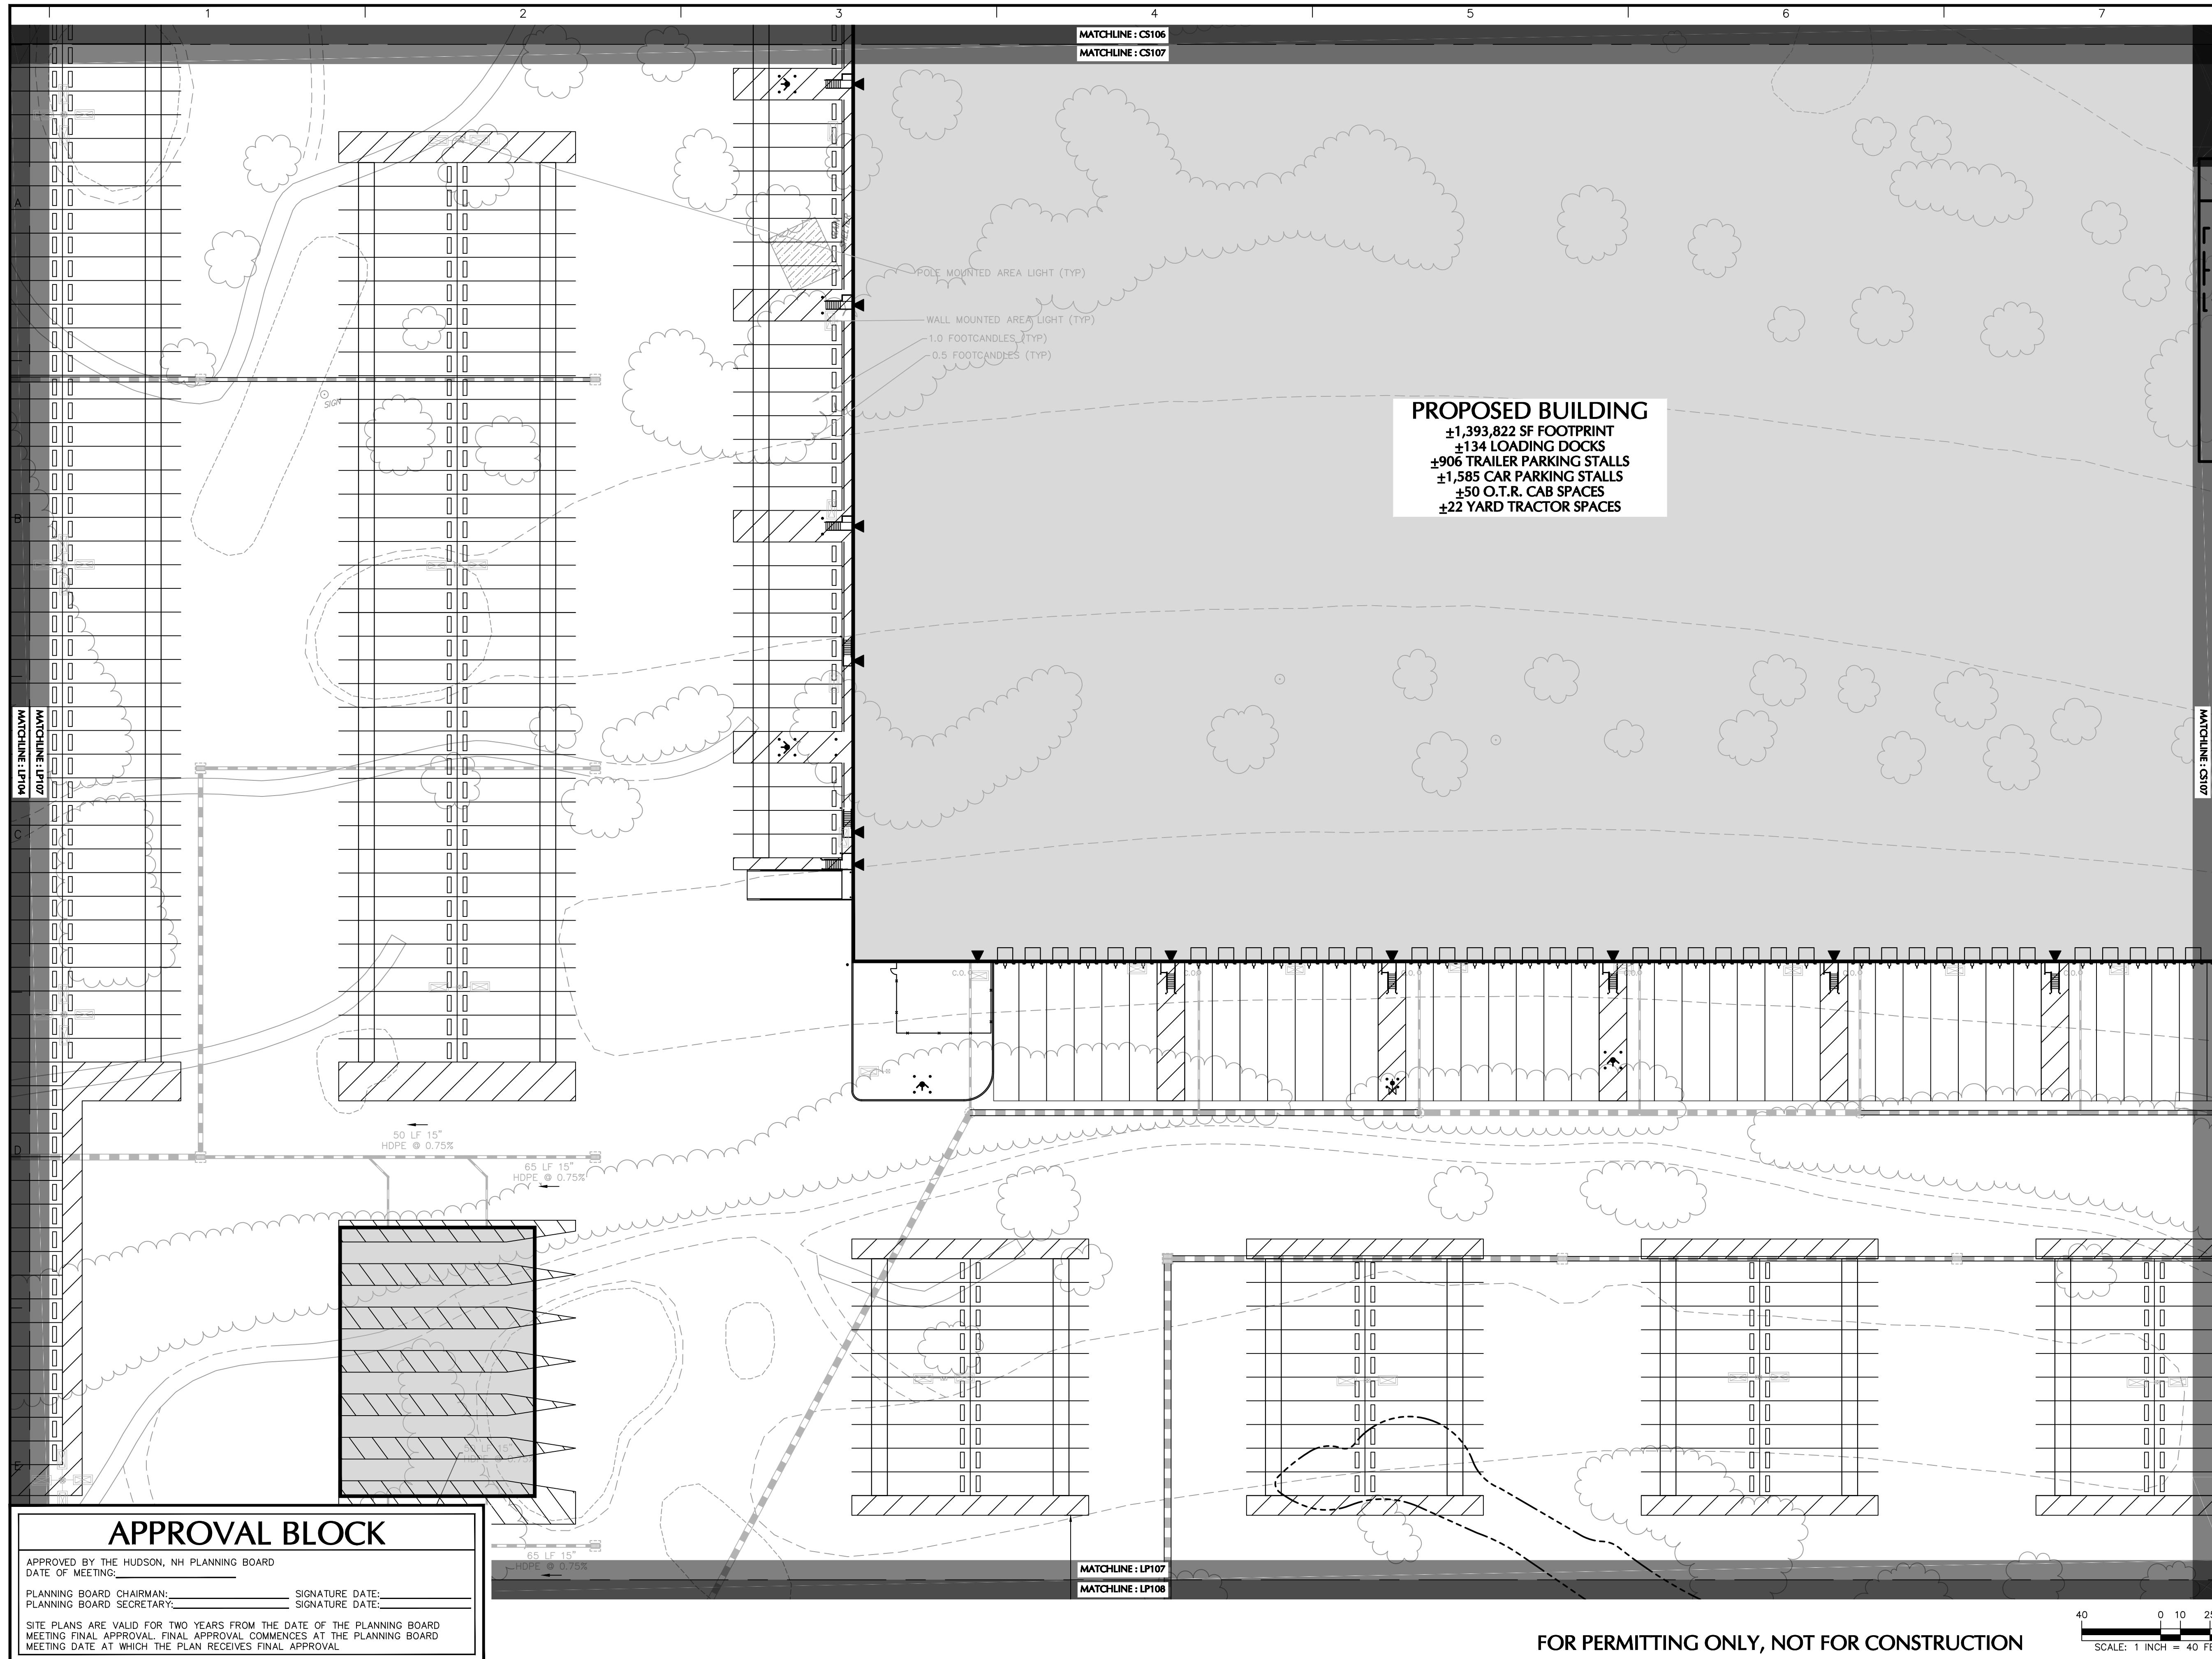 1 2 3 4 5 6 7
MATCHLINE : CS106
MATCHLINE : CS107
A
POLE MOUNTED AREA LIGHT (TYP)
WALL MOUNTED AREA LIGHT (TYP)
1.0 FOOTCANDLES (TYP)
0.5 FOOTCANDLES (TYP)
SIGN
PROPOSED BUILDING
±1,393,822 SF FOOTPRINT
±134 LOADING DOCKS
±906 TRAILER PARKING STALLS
±1,585 CAR PARKING STALLS
±50 O.T.R. CAB SPACES
±22 YARD TRACTOR SPACES
B
MATCHLINE : LP104
MATCHLINE : LP107
MATCHLINE : CS107
C
C.O.
C.O.
C.O.
C.O.
C.O.
C.O.
D
50 LF 15"
HDPE @ 0.75%
65 LF 15"
HDPE @ 0.75%
E
65 LF 15"
HDPE @ 0.75%
MATCHLINE : LP107
MATCHLINE : LP108
APPROVAL BLOCK
APPROVED BY THE HUDSON, NH PLANNING BOARD
DATE OF MEETING:
PLANNING BOARD CHAIRMAN: SIGNATURE DATE:
PLANNING BOARD SECRETARY: SIGNATURE DATE:
SITE PLANS ARE VALID FOR TWO YEARS FROM THE DATE OF THE PLANNING BOARD
MEETING FINAL APPROVAL. FINAL APPROVAL COMMENCES AT THE PLANNING BOARD
MEETING DATE AT WHICH THE PLAN RECEIVES FINAL APPROVAL
FOR PERMITTING ONLY, NOT FOR CONSTRUCTION
40 0 10
SCALE: 1 INCH = 40